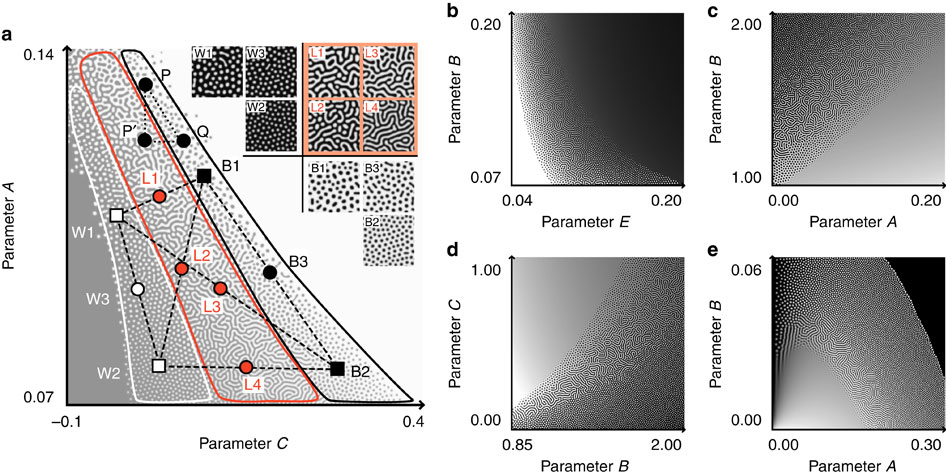 a
0.14
Parameter A
0.07
−0.1
Parameter C
0.4
P
P′
Q
B1
L1
W1
L2
B3
W3
L3
W2
B2
L4
W1
W3
L1
L3
W2
L2
L4
B1
B3
B2
b
0.20
Parameter B
0.07
0.04
Parameter E
0.20
c
2.00
Parameter B
1.00
0.00
Parameter A
0.20
d
1.00
Parameter C
0.00
0.85
Parameter B
2.00
e
0.06
Parameter B
0.00
0.00
Parameter A
0.30